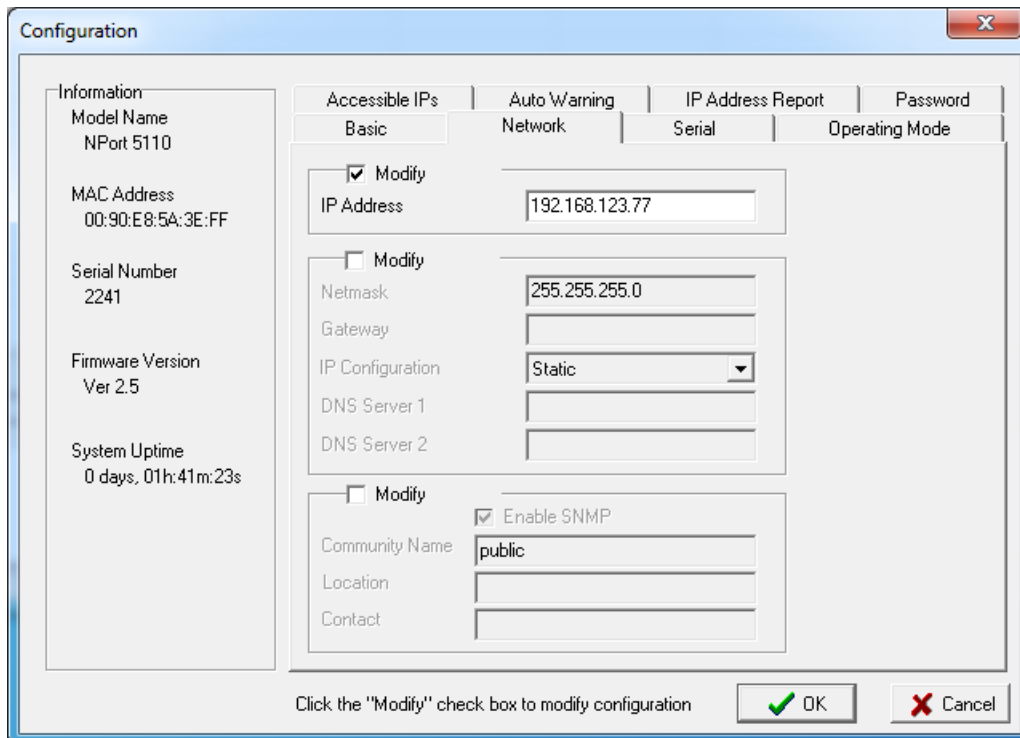 Configuration
Information
Model Name
NPort 5110
MAC Address
00:90:E8:5A:3E:FF
Serial Number
2241
Firmware Version
Ver 2.5
System Uptime
0 days, 01h:41m:23s
Accessible IPs Auto Warning IP Address Report Password
Basic Network Serial Operating Mode
Modify
IP Address 192.168.123.77
Modify
Netmask 255.255.255.0
Gateway
IP Configuration Static
DNS Server 1
DNS Server 2
Modify
Enable SNMP
Community Name public
Location
Contact
Click the "Modify" check box to modify configuration OK Cancel